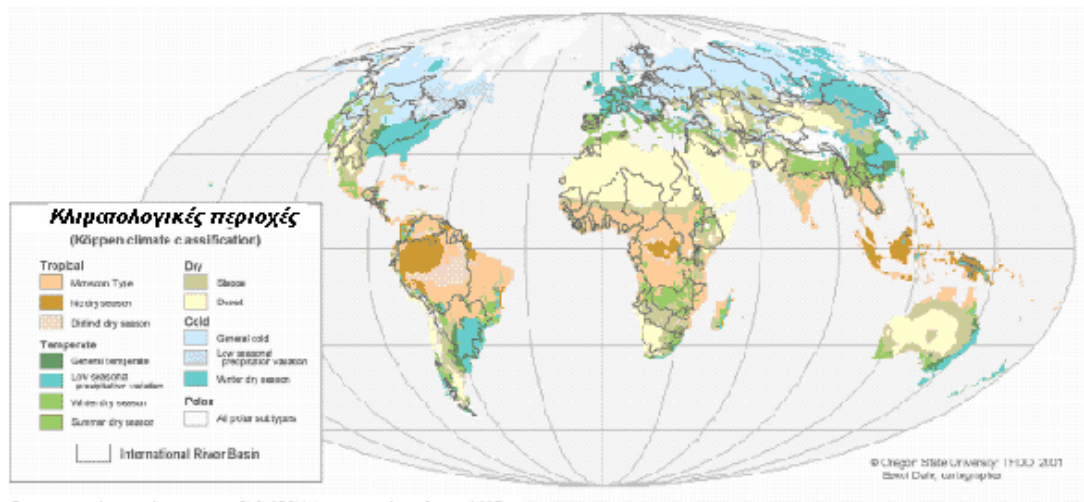 Κλιματολογικές περιοχές
(Köppen climate classification)
Tropical
Monsoon Type
No dry season
Distind dry season
Temperate
General temperate
Low seasonal
precipitation variation
Winter dry season
Summer dry season
Dry
Steppe
Desert
Cold
General cold
Low seasonal
precipitation variation
Winter dry season
Polar
All polar subtypes
International River Basin
© Oregon State University TFDD 2001
cartographer